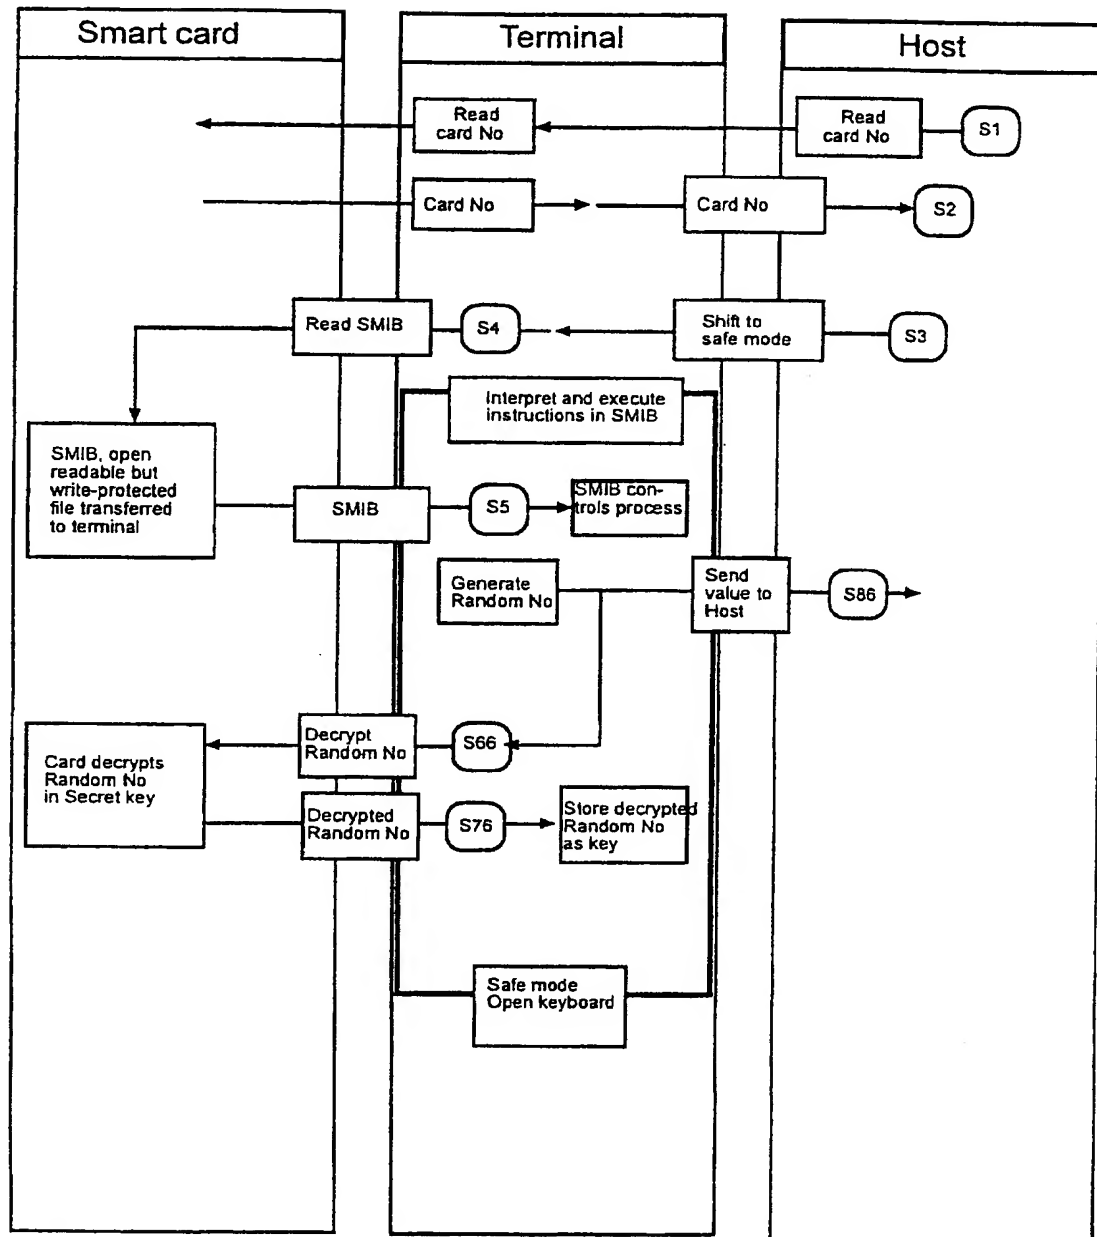 Smart card
Terminal
Host
Read
card No
Read
card No
S1
Card No
Card No
S2
Read SMIB
S4
Shift to
safe mode
S3
Interpret and execute
instructions in SMIB
SMIB, open
readable but
write-protected
file transferred
to terminal
SMIB
S5
SMIB con-
trols process
Generate
Random No
Send
value to
Host
S86
Decrypt
Random No
S66
Card decrypts
Random No
in Secret key
Decrypted
Random No
S76
Store decrypted
Random No
as key
Safe mode
Open keyboard